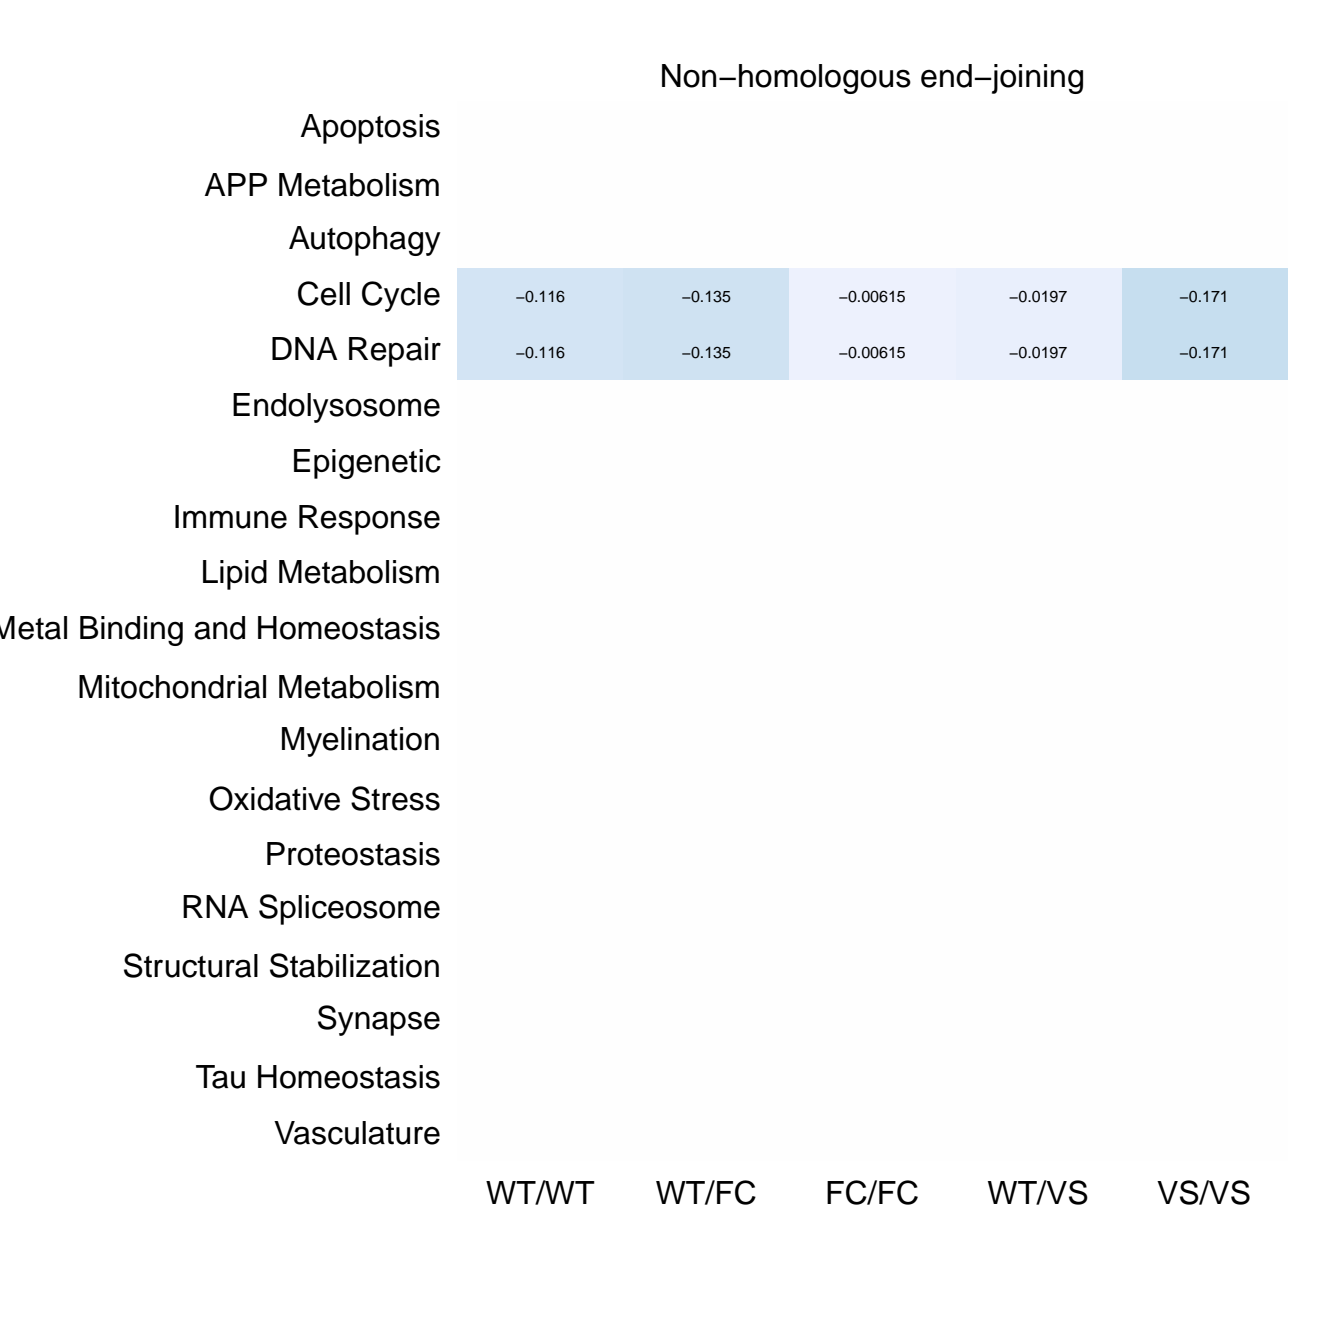 Non−homologous end−joining
Apoptosis
APP Metabolism
Autophagy
Cell Cycle −0.116 −0.135 −0.00615 −0.0197 −0.171
DNA Repair −0.116 −0.135 −0.00615 −0.0197 −0.171
Endolysosome
Epigenetic
Immune Response
Lipid Metabolism
Metal Binding and Homeostasis
Mitochondrial Metabolism
Myelination
Oxidative Stress
Proteostasis
RNA Spliceosome
Structural Stabilization
Synapse
Tau Homeostasis
Vasculature
WT/WT WT/FC FC/FC WT/VS VS/VS